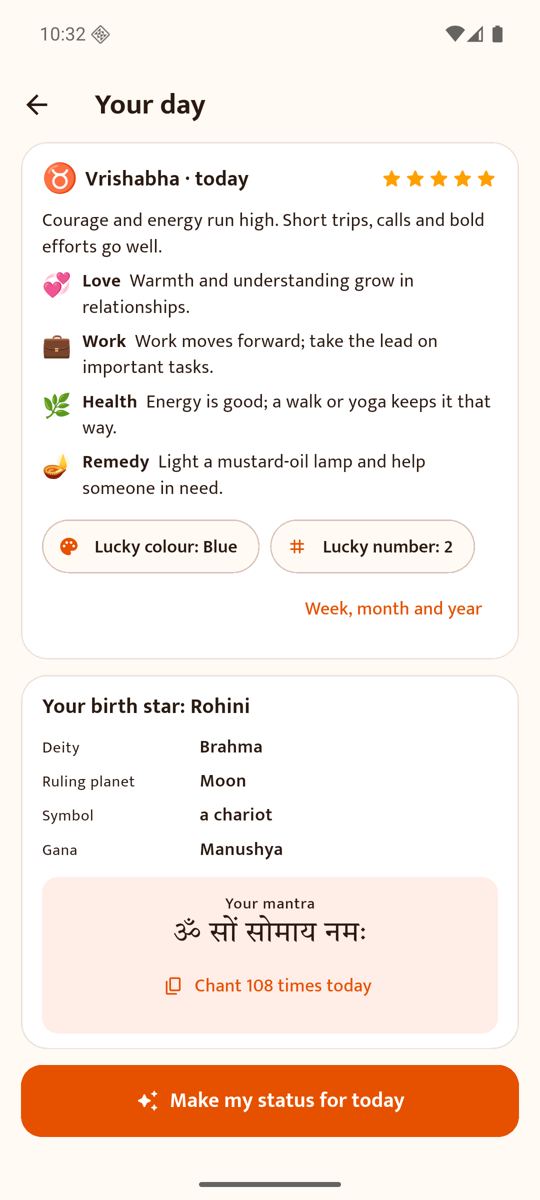 10:32
Your day
Vrishabha · today
Courage and energy run high. Short trips, calls and bold
efforts go well.
Love Warmth and understanding grow in
relationships.
Work Work moves forward; take the lead on
important tasks.
Health Energy is good; a walk or yoga keeps it that
way.
Remedy Light a mustard-oil lamp and help
someone in need.
Lucky colour: Blue
Lucky number: 2
Week, month and year
Your birth star: Rohini
Deity Brahma
Ruling planet Moon
Symbol a chariot
Gana Manushya
Your mantra
ॐ सों सोमाय नमः
Chant 108 times today
Make my status for today